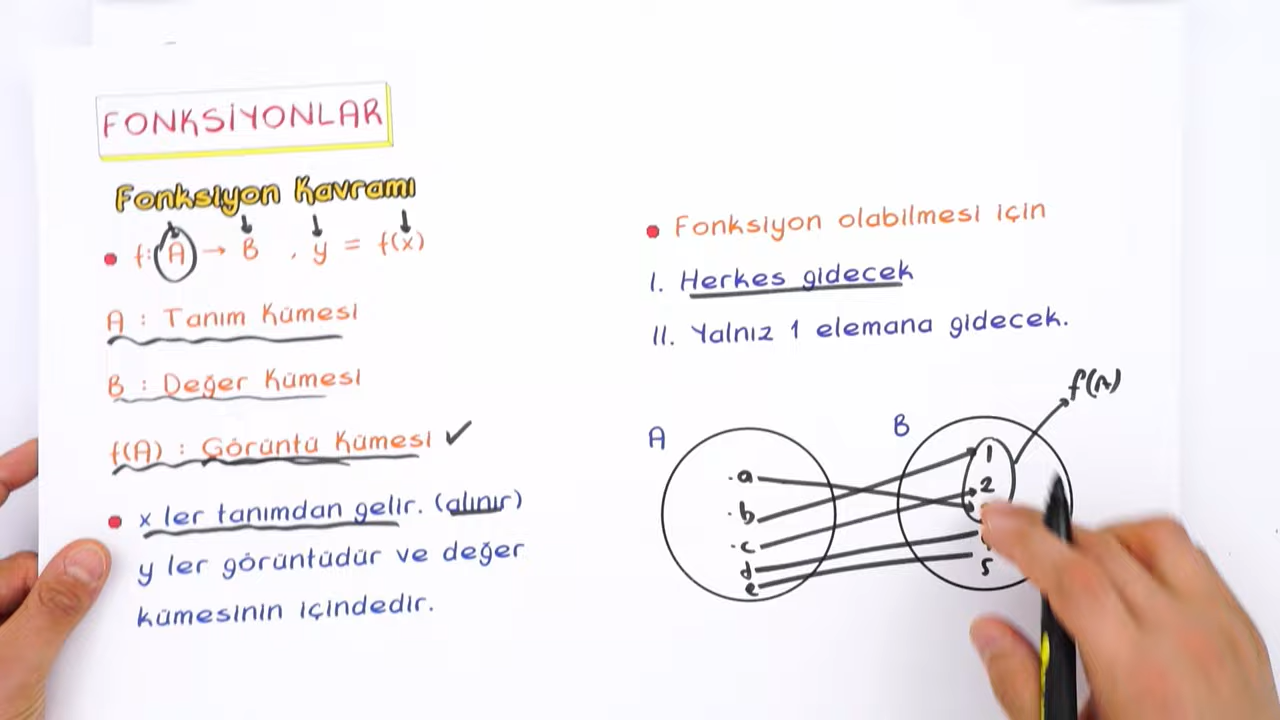 FONKSİYONLAR
Fonksiyon Kavramı
f: A → B , y = f(x)
A : Tanım Kümesi
B : Değer Kümesi
f(A) : Görüntü Kümesi ✓
x ler tanımdan gelir. (alınır)
y ler görüntüdür ve değer
kümesinin içindedir.
Fonksiyon olabilmesi için
I. Herkes gidecek
II. Yalnız 1 elemana gidecek.
f(A)
A
B
.a
.b
.c
d
e
1
2
5